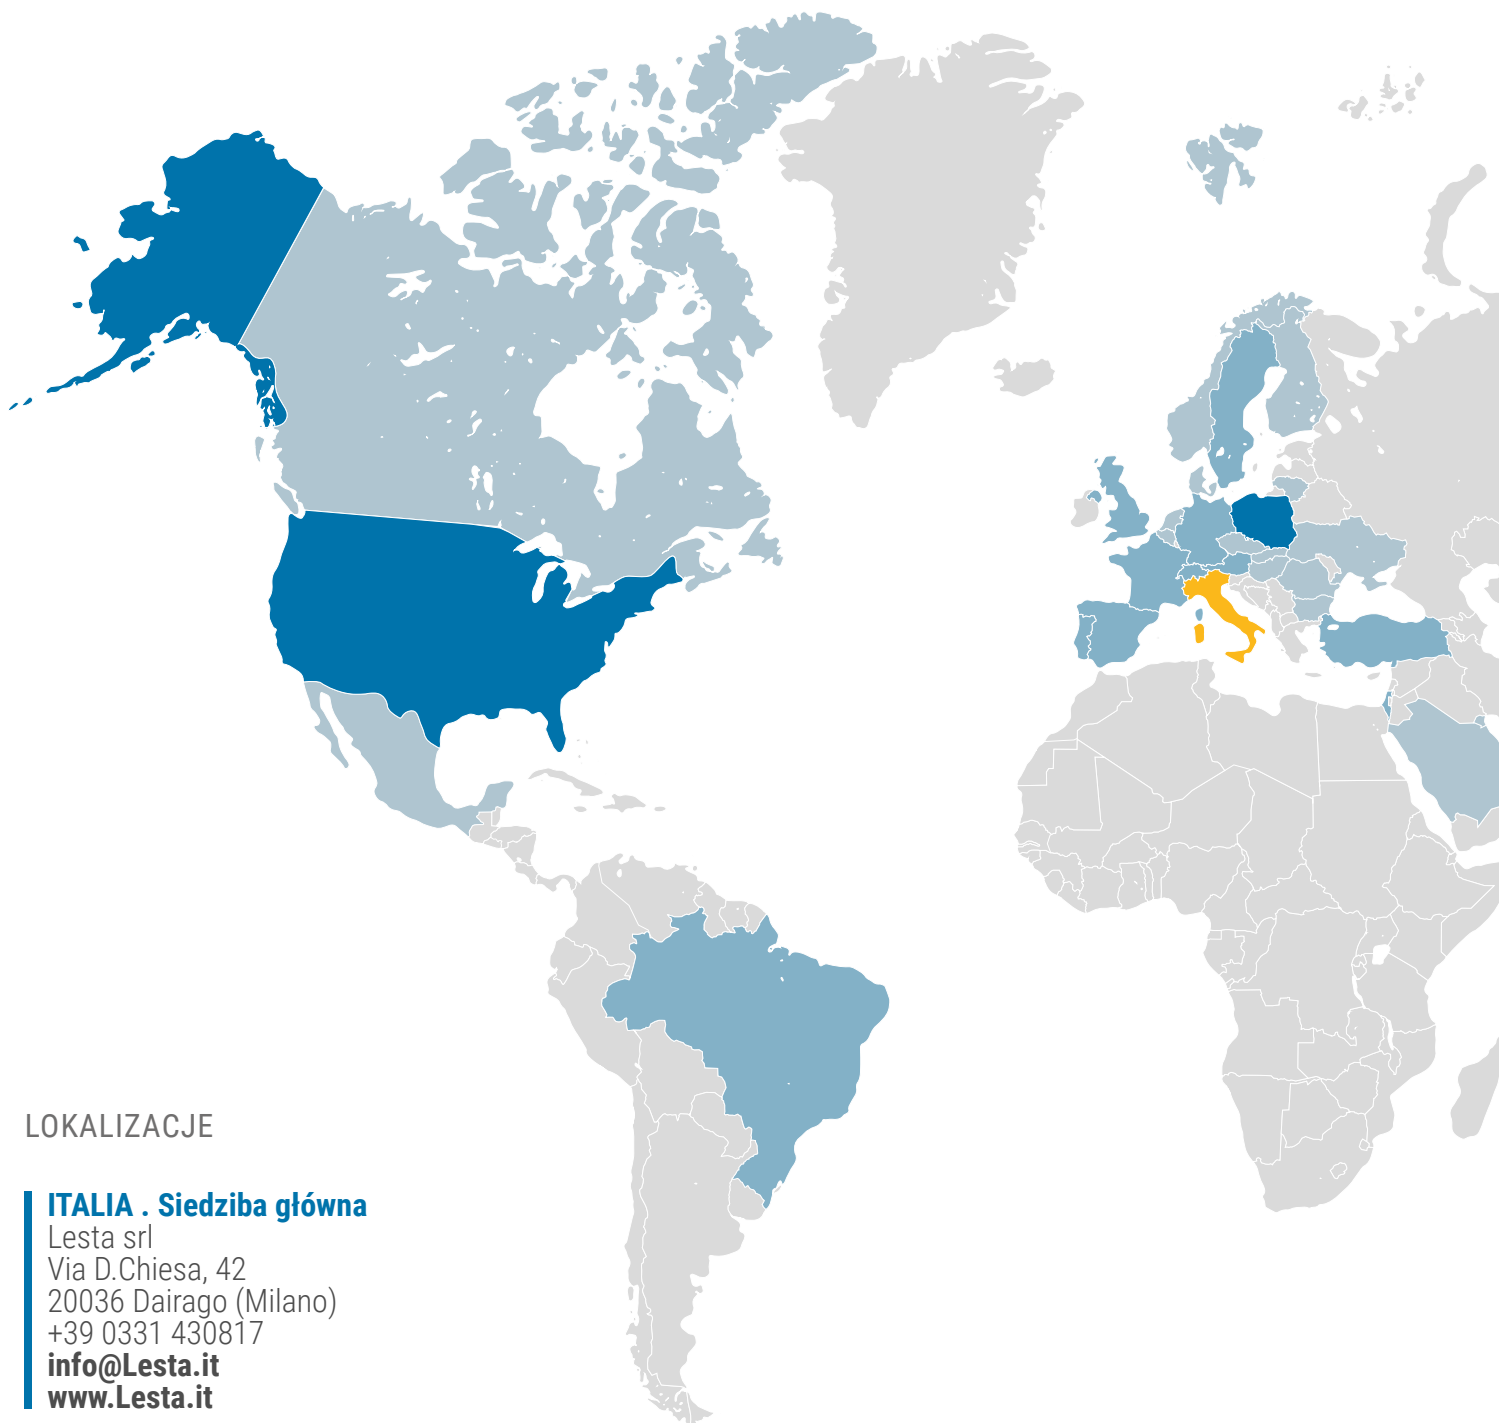 LOKALIZACJE
ITALIA . Siedziba główna
Lesta srl
Via D.Chiesa, 42
20036 Dairago (Milano)
+39 0331 430817
info@Lesta.it
www.Lesta.it